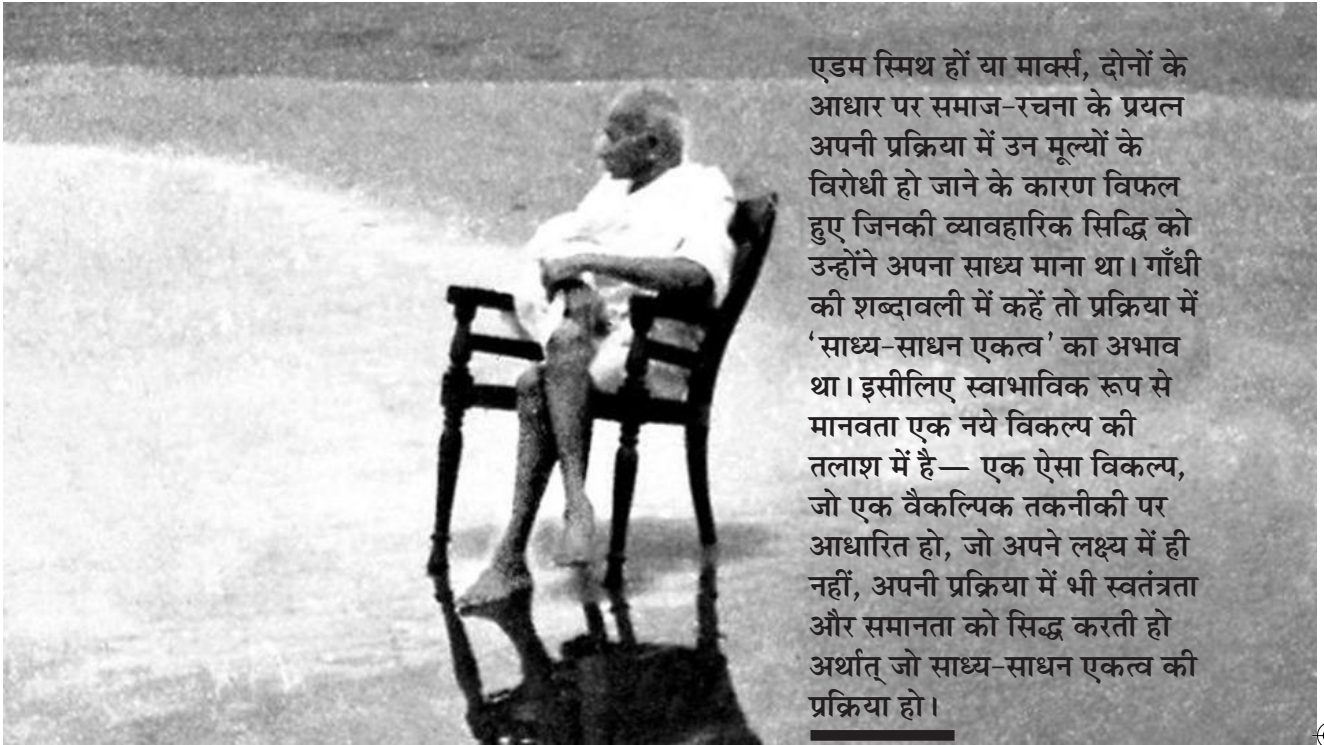 एडम स्मिथ हों या मार्क्स, दोनों के
आधार पर समाज-रचना के प्रयत्न
अपनी प्रक्रिया में उन मूल्यों के
विरोधी हो जाने के कारण विफल
हुए जिनकी व्यावहारिक सिद्धि को
उन्होंने अपना साध्य माना था। गाँधी
की शब्दावली में कहें तो प्रक्रिया में
‘साध्य-साधन एकत्व’ का अभाव
था। इसीलिए स्वाभाविक रूप से
मानवता एक नये विकल्प की
तलाश में है— एक ऐसा विकल्प,
जो एक वैकल्पिक तकनीकी पर
आधारित हो, जो अपने लक्ष्य में ही
नहीं, अपनी प्रक्रिया में भी स्वतंत्रता
और समानता को सिद्ध करती हो
अर्थात् जो साध्य-साधन एकत्व की
प्रक्रिया हो।